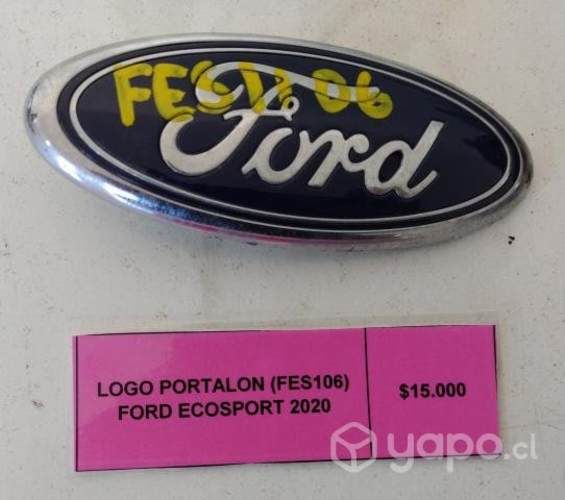 FES106
Ford
LOGO PORTALON (FES106)
FORD ECOSPORT 2020
$15.000
yapo.cl